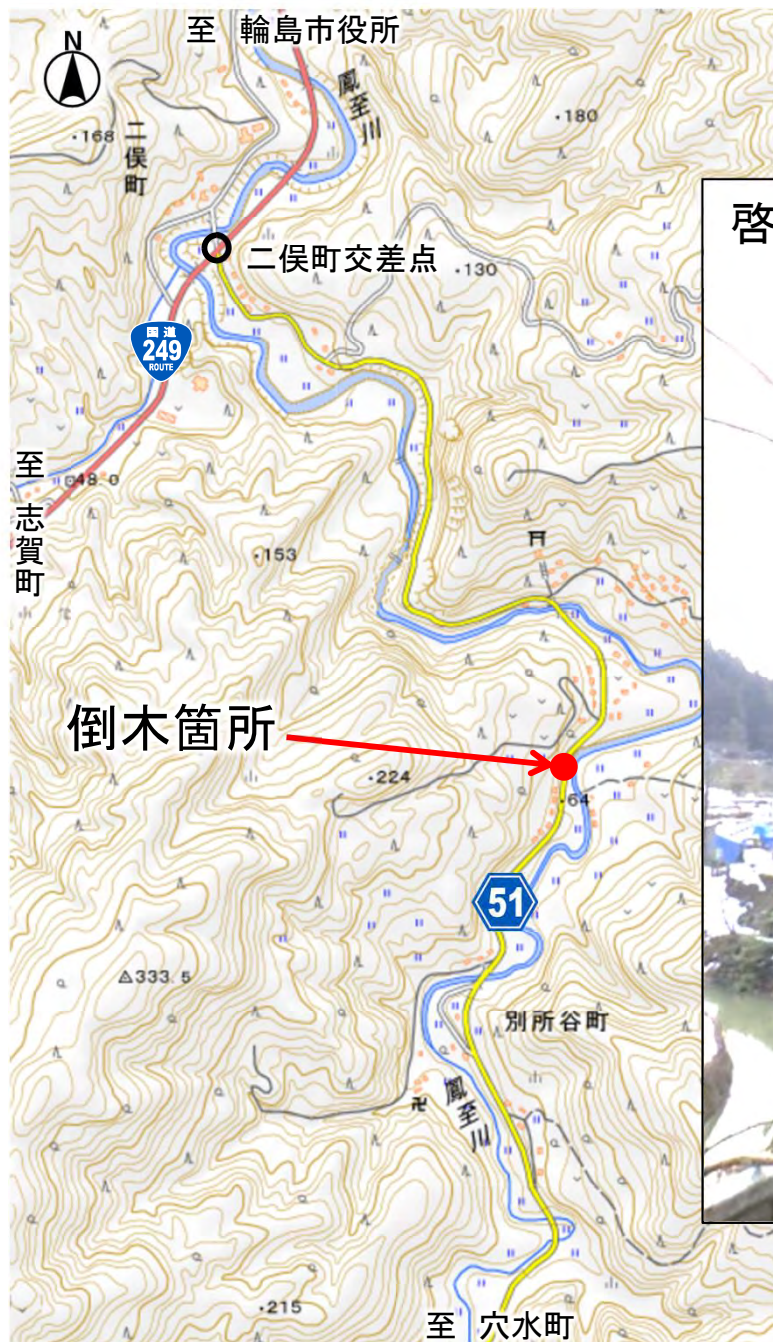 至 輪島市役所
N
鳳至川
・180
・168
二俣町
啓
二俣町交差点
・130
国道
249
ROUTE
至 志賀町
48.0
・153
倒木箇所
・224
・64
51
333.5
別所谷町
鳳至川
・215
至 穴水町